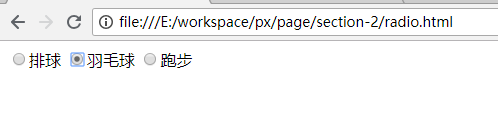 file:///E:/workspace/px/page/section-2/radio.html
排球 羽毛球 跑步